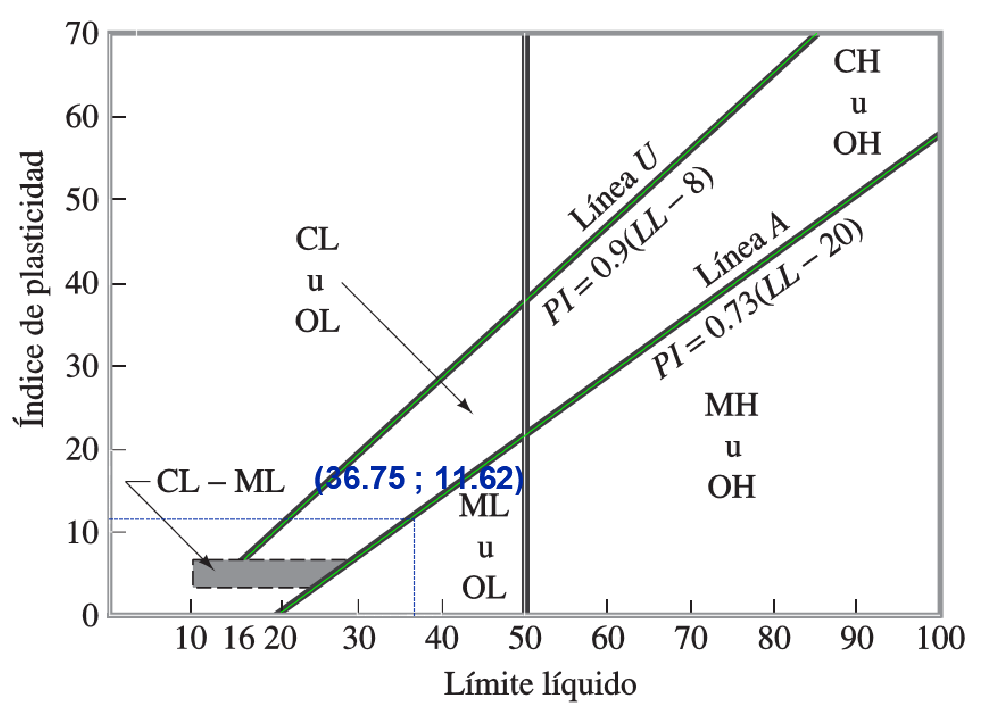 70
60
50
40
30
20
10
0
Índice de plasticidad
CL
u
OL
Línea U
PI = 0.9(LL – 8)
Línea A
PI = 0.73(LL – 20)
CH
u
OH
MH
u
OH
CL – ML
(36.75 ; 11.62)
ML
u
OL
10 16 20 30 40 50 60 70 80 90 100
Límite líquido